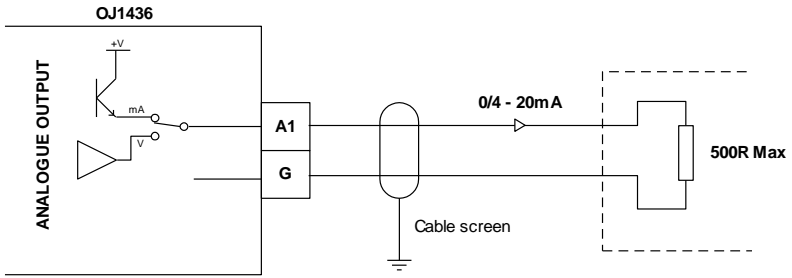 OJ1436
ANALOGUE OUTPUT
+V
mA
V
A1
G
0/4 - 20mA
500R Max
Cable screen